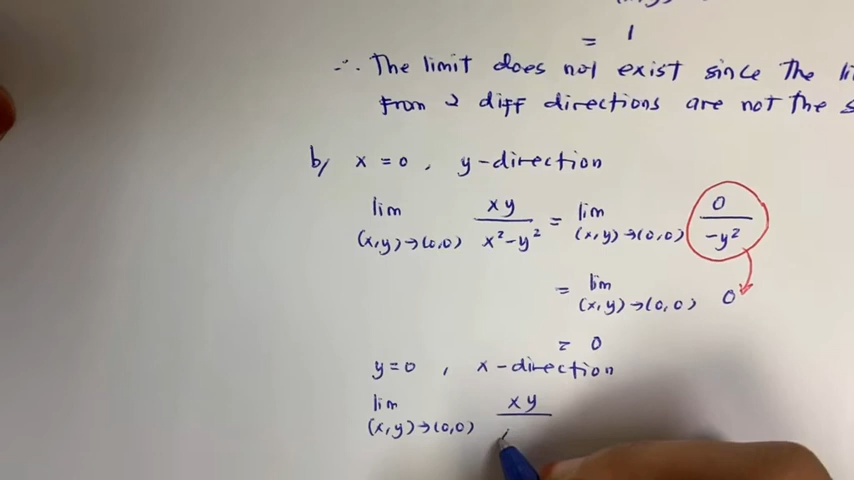 = 1
∴ The limit does not exist since The
from 2 diff directions are not the
b, x = 0 , y-direction
lim (x,y)→(0,0) xy / x²-y² = lim (x,y)→(0,0) 0 / -y²
= lim (x,y)→(0,0) 0
= 0
y=0 , x-direction
lim (x,y)→(0,0) xy